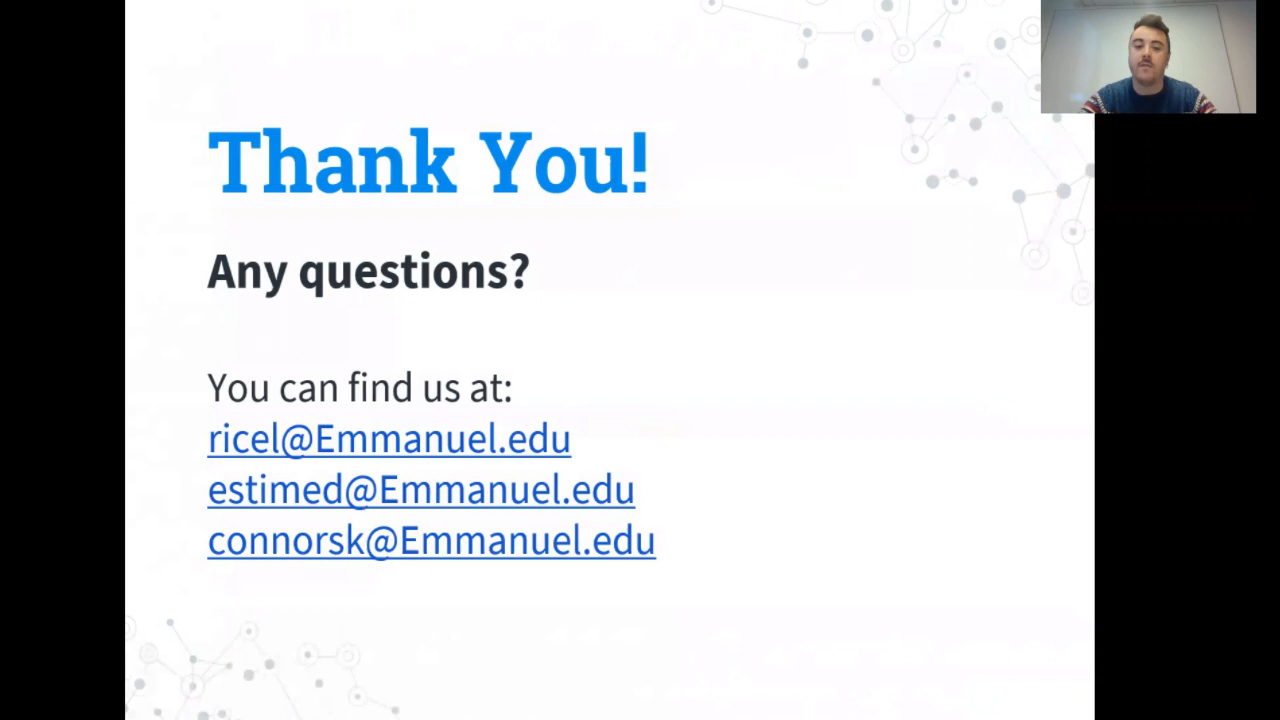 Thank You!
Any questions?
You can find us at:
ricel@Emmanuel.edu
estimed@Emmanuel.edu
connorsk@Emmanuel.edu